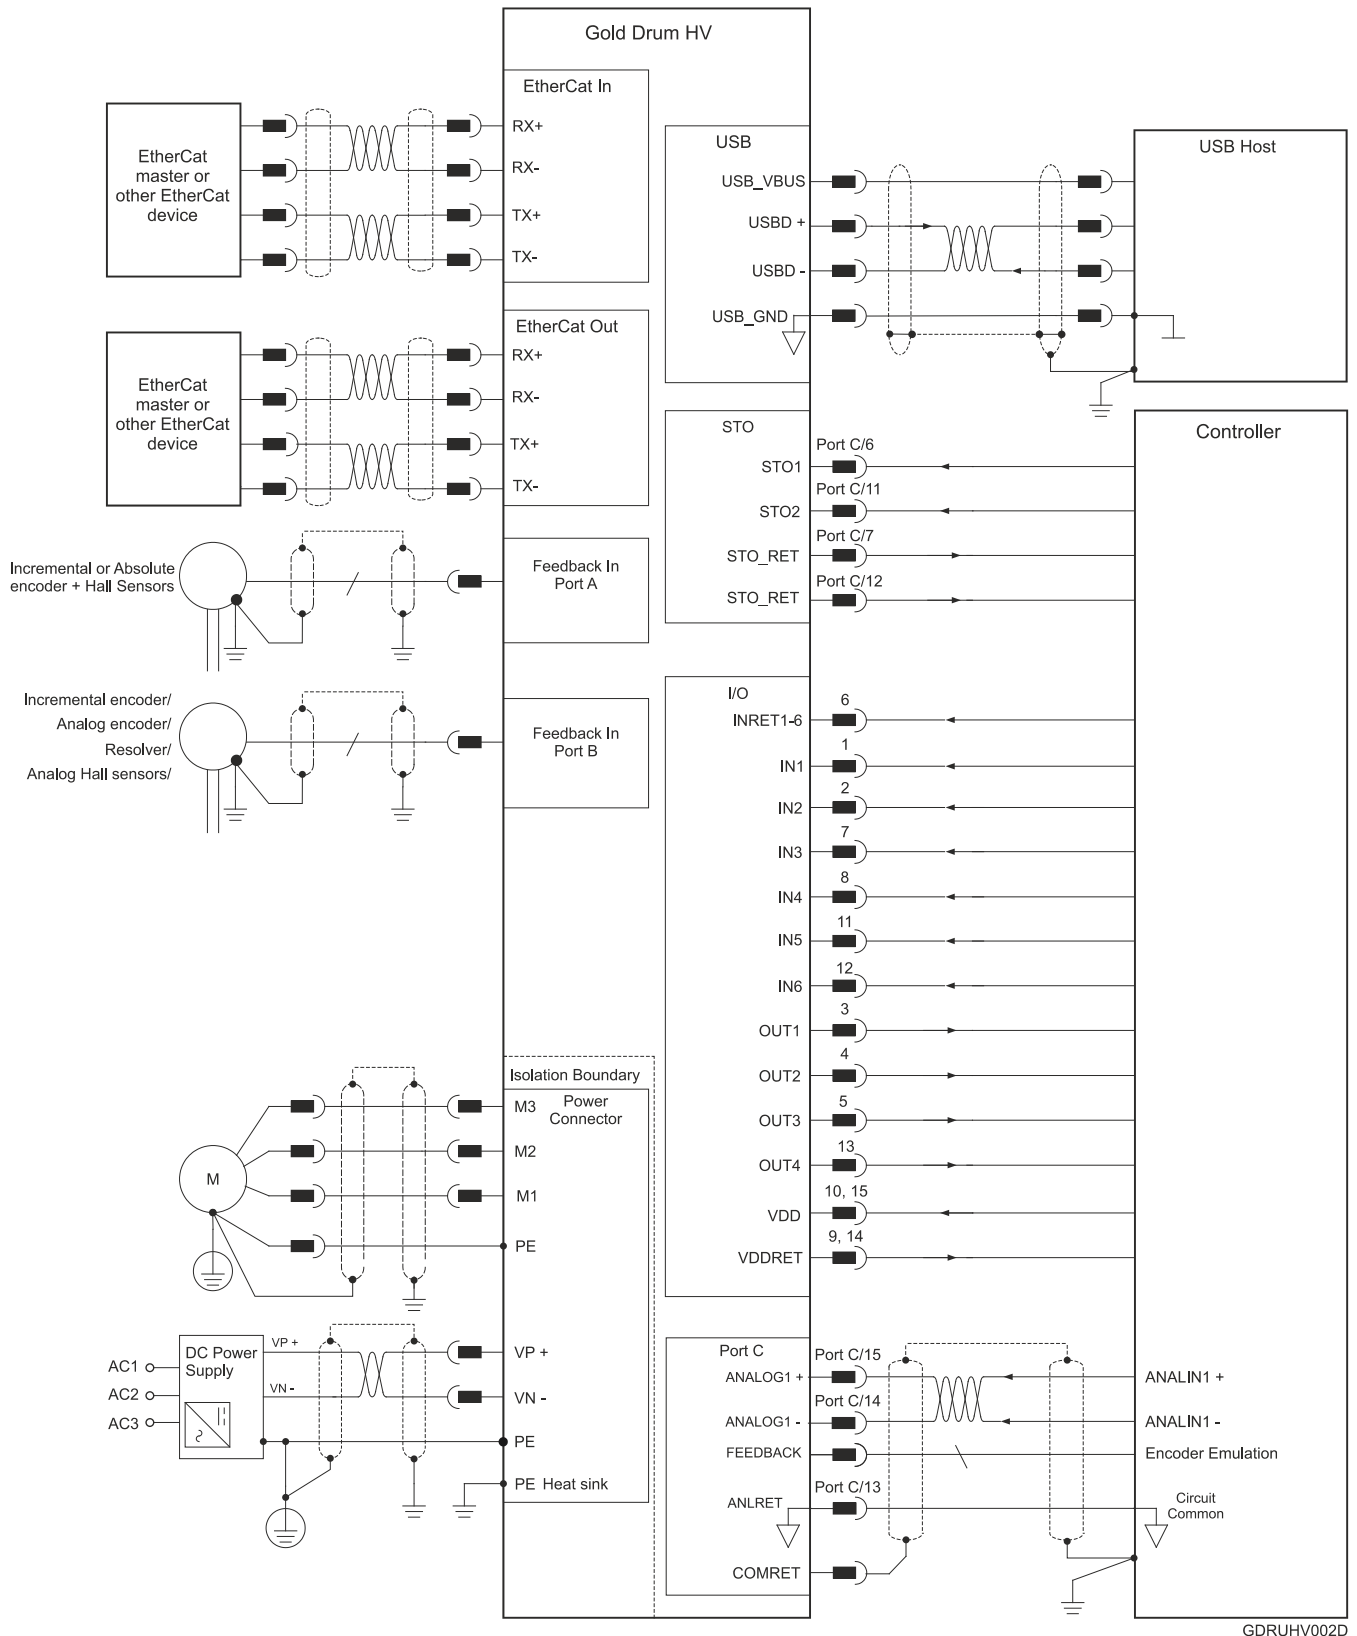 Gold Drum HV
EtherCat In
EtherCat
master or
other EtherCat
device
RX+
RX-
TX+
TX-
EtherCat Out
EtherCat
master or
other EtherCat
device
RX+
RX-
TX+
TX-
Incremental or Absolute
encoder + Hall Sensors
Feedback In
Port A
Incremental encoder/
Analog encoder/
Resolver/
Analog Hall sensors/
Feedback In
Port B
Isolation Boundary
Power
Connector
M
M3
M2
M1
PE
DC Power
Supply
AC1
AC2
AC3
VP +
VN -
VP +
VN -
PE
PE Heat sink
USB
USB_VBUS
USBD +
USBD -
USB_GND
USB Host
STO
STO1
Port C/6
STO2
Port C/11
STO_RET
Port C/7
STO_RET
Port C/12
Controller
I/O
INRET1-6
6
IN1
1
IN2
2
IN3
7
IN4
8
IN5
11
IN6
12
OUT1
3
OUT2
4
OUT3
5
OUT4
13
VDD
10, 15
VDDRET
9, 14
Port C
ANALOG1 +
Port C/15
ANALIN1 +
ANALOG1 -
Port C/14
ANALIN1 -
FEEDBACK
Encoder Emulation
ANLRET
Port C/13
Circuit
Common
COMRET
GDRUHV002D